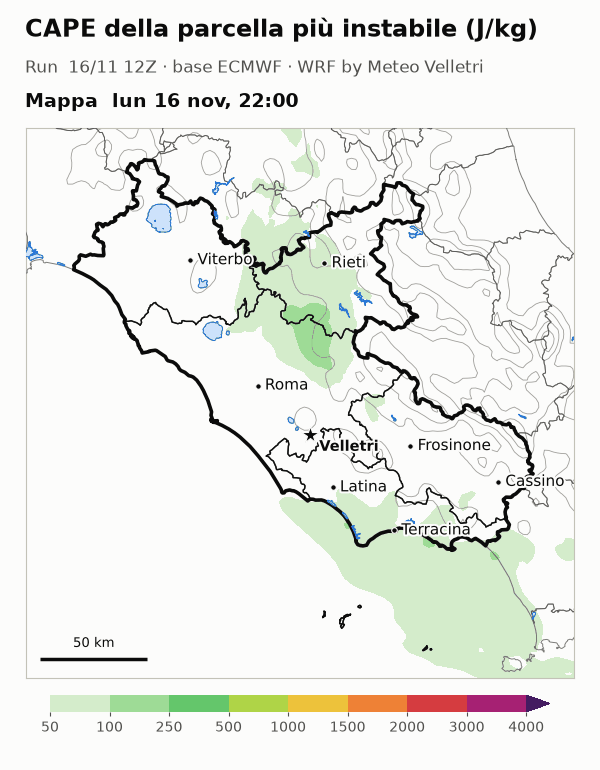 CAPE della parcella più instabile (J/kg)
Run  16/11 12Z · base ECMWF · WRF by Meteo Velletri
Mappa  lun 16 nov, 22:00
Viterbo
Rieti
Roma
Velletri
Frosinone
Latina
Cassino
Terracina
50 km
50 100 250 500 1000 1500 2000 3000 4000